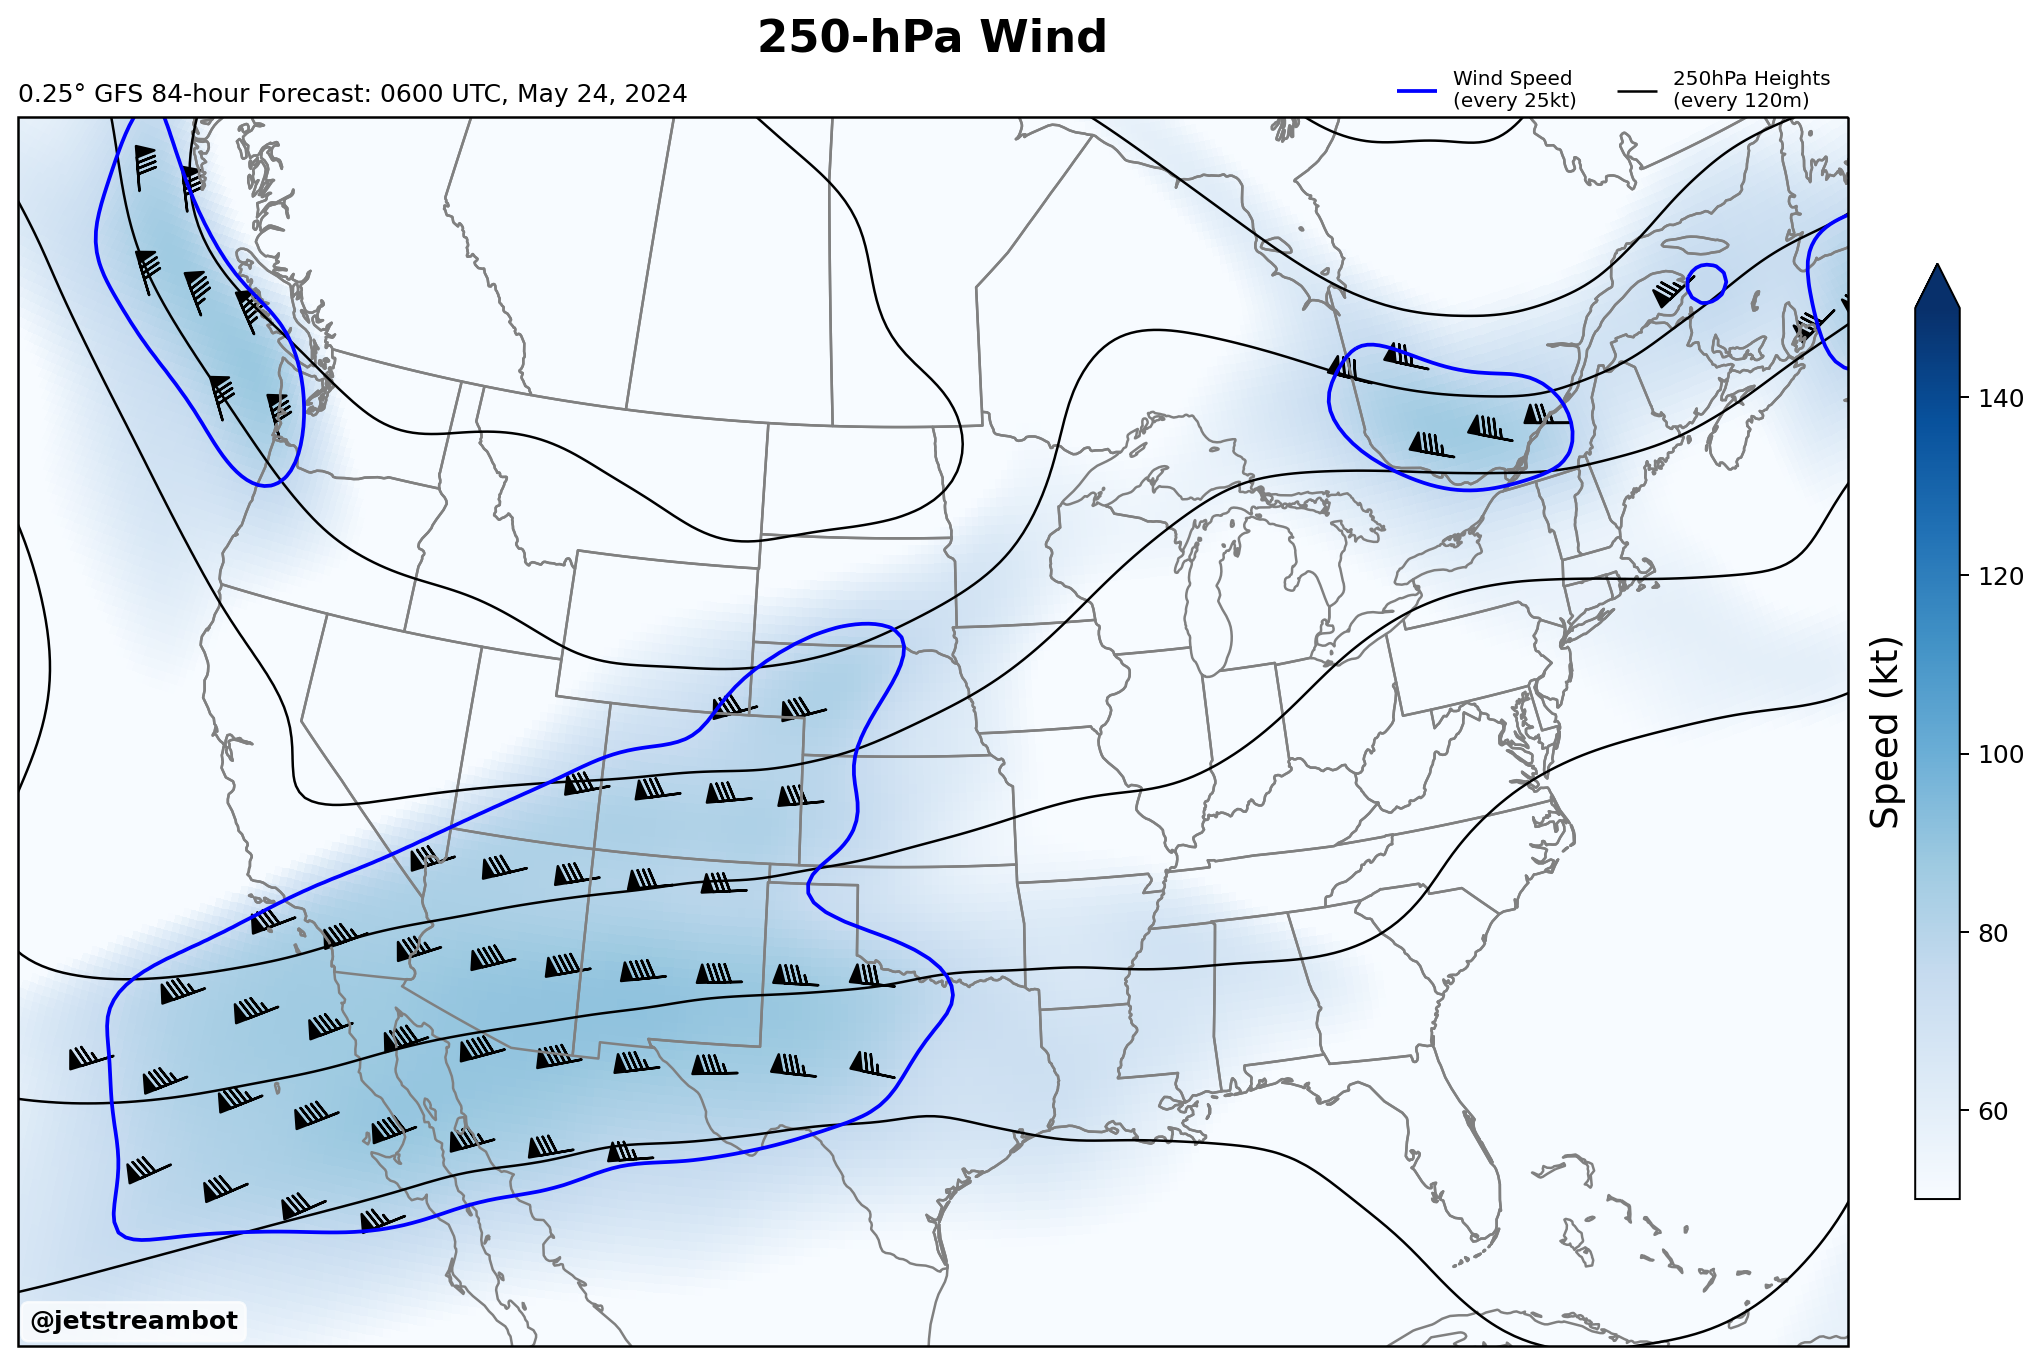 250-hPa Wind
0.25° GFS 84-hour Forecast: 0600 UTC, May 24, 2024
Wind Speed
(every 25kt)
250hPa Heights
(every 120m)
140
120
100
80
60
Speed (kt)
@jetstreambot